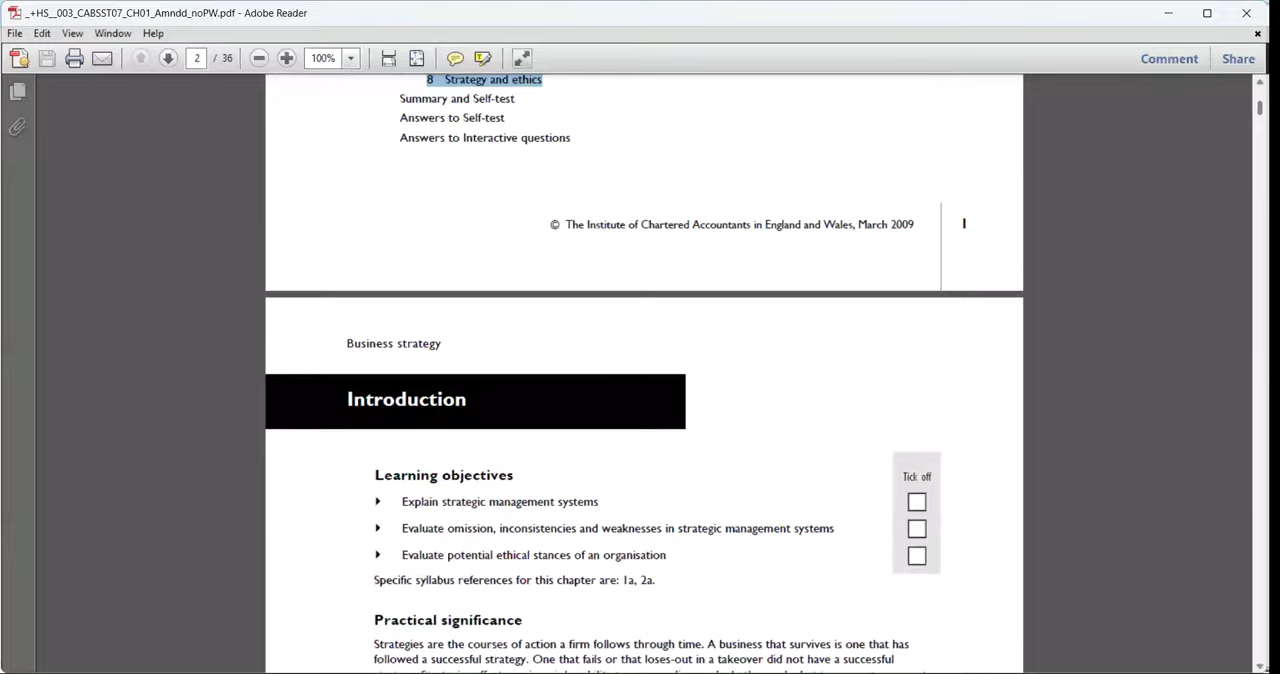 _+HS__003_CABSST07_CH01_Amndd_noPW.pdf - Adobe Reader
File Edit View Window Help
2 / 36 100% Comment Share
8 Strategy and ethics
Summary and Self-test
Answers to Self-test
Answers to Interactive questions
© The Institute of Chartered Accountants in England and Wales, March 2009 1
Business strategy
Introduction
Learning objectives
Tick off
Explain strategic management systems
Evaluate omission, inconsistencies and weaknesses in strategic management systems
Evaluate potential ethical stances of an organisation
Specific syllabus references for this chapter are: 1a, 2a.
Practical significance
Strategies are the courses of action a firm follows through time. A business that survives is one that has
followed a successful strategy. One that fails or that loses-out in a takeover did not have a successful